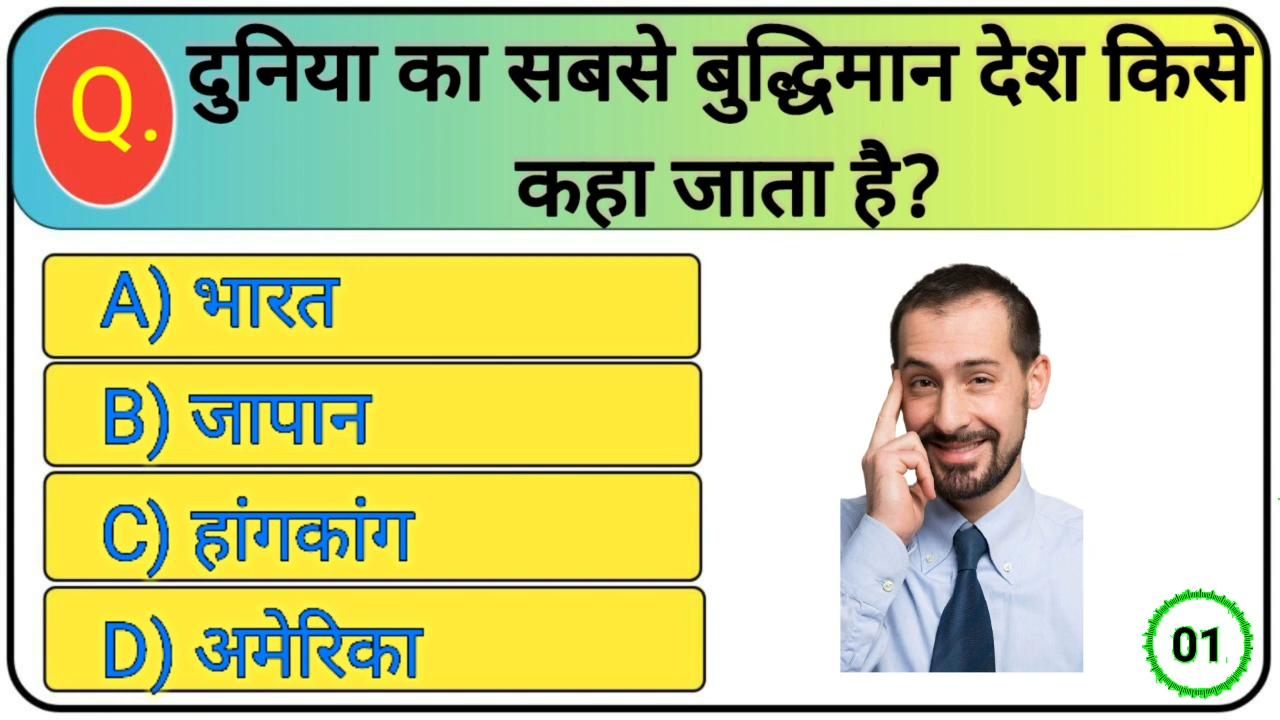 Q. दुनिया का सबसे बुद्धिमान देश किसे
कहा जाता है?
A) भारत
B) जापान
C) हांगकांग
D) अमेरिका
01